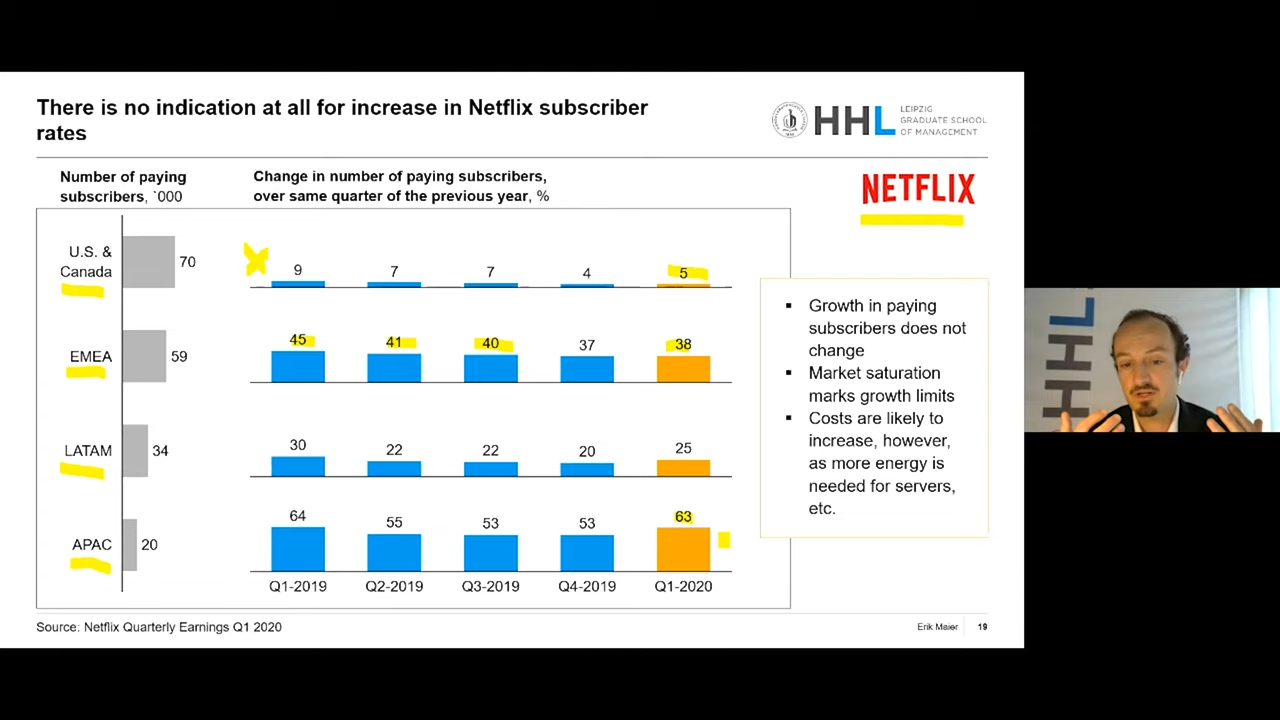 There is no indication at all for increase in Netflix subscriber
rates
HHL
LEIPZIG
GRADUATE SCHOOL
OF MANAGEMENT
Number of paying
subscribers, `000
Change in number of paying subscribers,
over same quarter of the previous year, %
NETFLIX
U.S. &
Canada
70
9 7 7 4 5
EMEA
59
45 41 40 37 38
LATAM
34
30 22 22 20 25
APAC
20
64 55 53 53 63
Q1-2019 Q2-2019 Q3-2019 Q4-2019 Q1-2020
▪ Growth in paying
subscribers does not
change
▪ Market saturation
marks growth limits
▪ Costs are likely to
increase, however,
as more energy is
needed for servers,
etc.
Source: Netflix Quarterly Earnings Q1 2020
Erik Maier 19
HHL